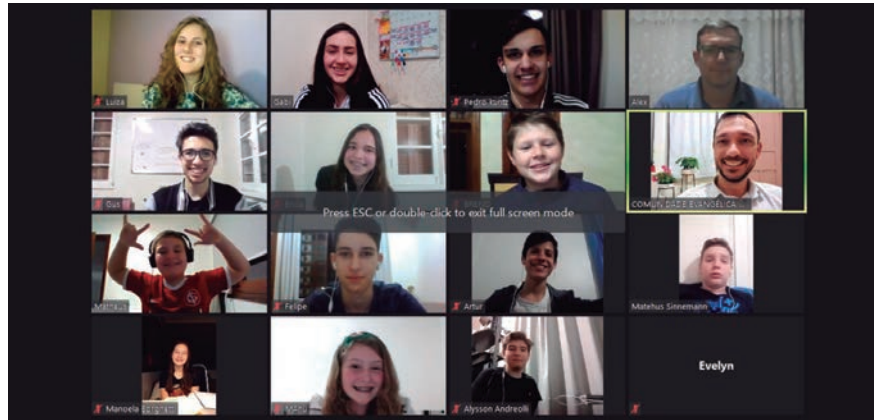 Luiza
Gabi
Pedro Kuntz
Alex
Gus
Press ESC or double-click to exit full screen mode
COMUNIDADE EVANGÉLICA
Felipe
Artur
Matehus Sinnemann
Manoela
Alysson Andreolli
Evelyn